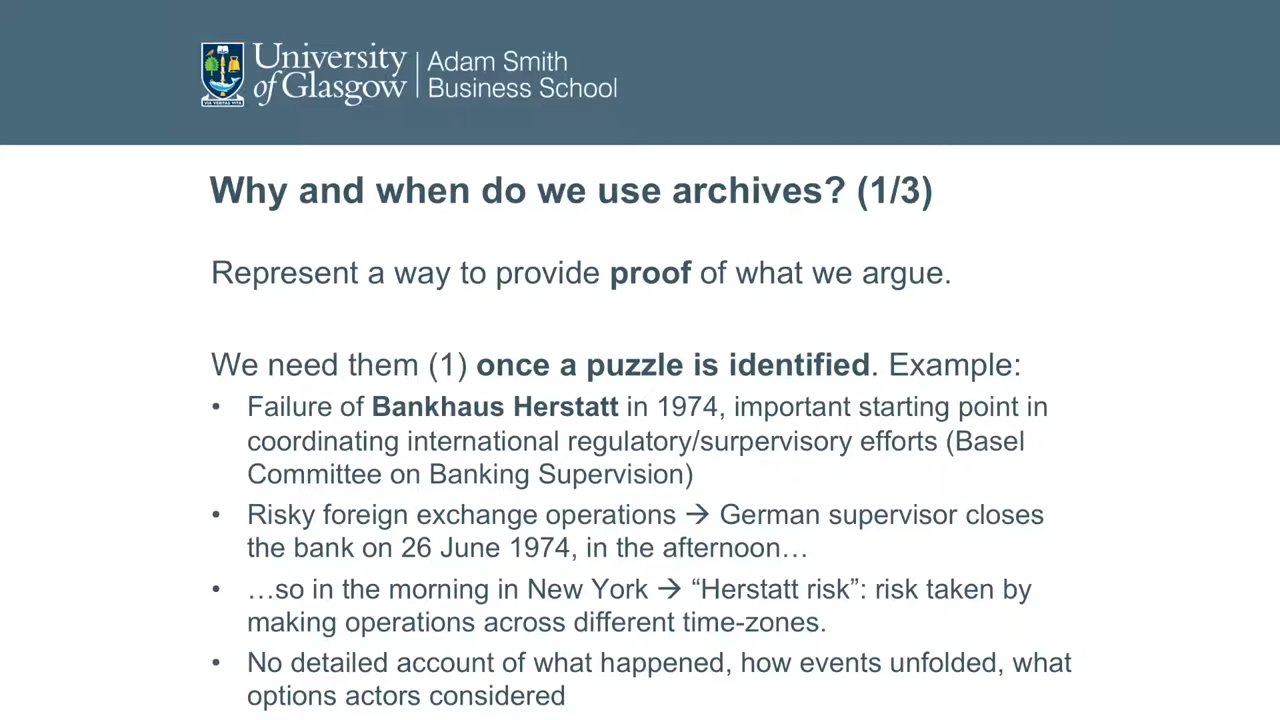 University
of Glasgow
Adam Smith
Business School
VIA VERITAS VITA
Why and when do we use archives? (1/3)
Represent a way to provide proof of what we argue.
We need them (1) once a puzzle is identified. Example:
• Failure of Bankhaus Herstatt in 1974, important starting point in
coordinating international regulatory/surpervisory efforts (Basel
Committee on Banking Supervision)
• Risky foreign exchange operations → German supervisor closes
the bank on 26 June 1974, in the afternoon…
• …so in the morning in New York → “Herstatt risk”: risk taken by
making operations across different time-zones.
• No detailed account of what happened, how events unfolded, what
options actors considered